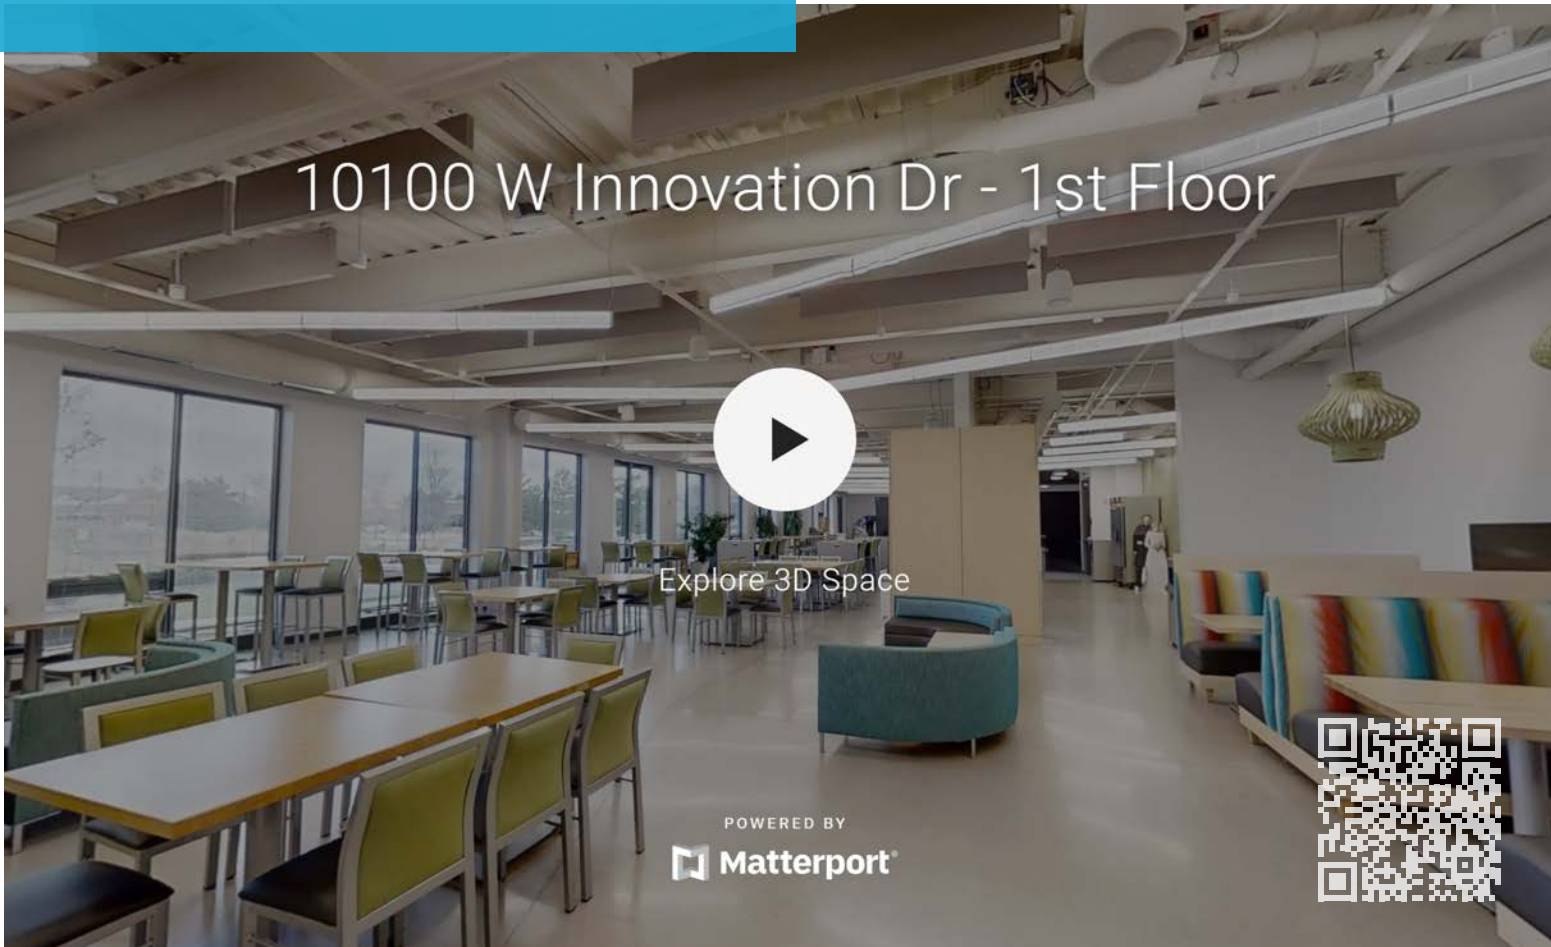 10100 W Innovation Dr - 1st Floor
Explore 3D Space
POWERED BY
Matterport®